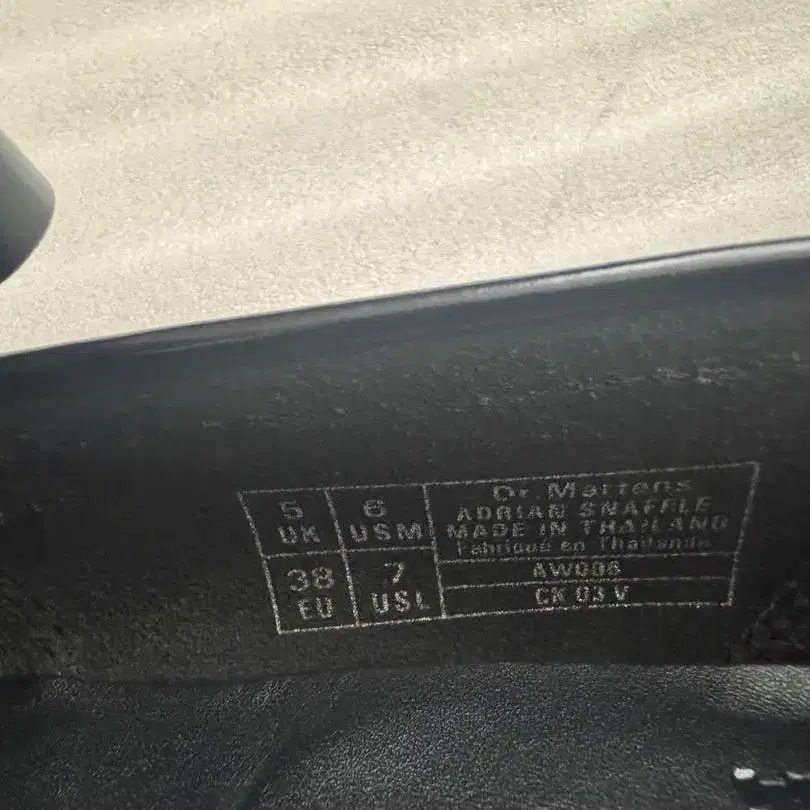 5 UK
6 USM
38 EU
7 USL
Dr. Martens
ADRIAN SNAFFLE
MADE IN THAILAND
Fabriqué en Thaïlande
AW006
CK 03 V